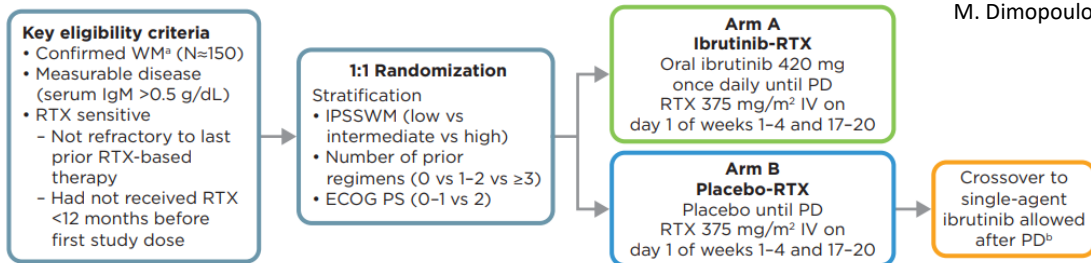 M. Dimopoulo
Key eligibility criteria
• Confirmed WMᵃ (N≈150)
• Measurable disease
(serum IgM >0.5 g/dL)
• RTX sensitive
– Not refractory to last
prior RTX-based
therapy
– Had not received RTX
<12 months before
first study dose
1:1 Randomization
Stratification
• IPSSWM (low vs
intermediate vs high)
• Number of prior
regimens (0 vs 1–2 vs ≥3)
• ECOG PS (0–1 vs 2)
Arm A
Ibrutinib-RTX
Oral ibrutinib 420 mg
once daily until PD
RTX 375 mg/m² IV on
day 1 of weeks 1–4 and 17–20
Arm B
Placebo-RTX
Placebo until PD
RTX 375 mg/m² IV on
day 1 of weeks 1–4 and 17–20
Crossover to
single-agent
ibrutinib allowed
after PDᵇ